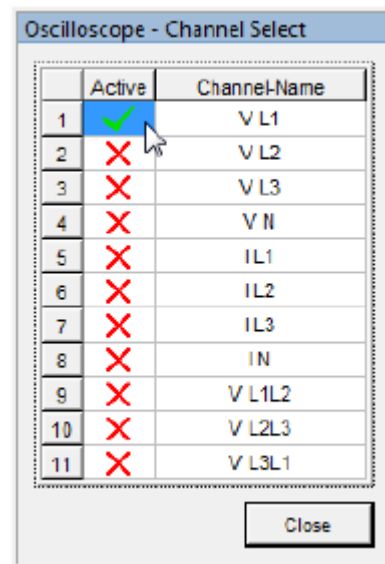 Oscilloscope - Channel Select
Active Channel-Name
1 V L1
2 V L2
3 V L3
4 V N
5 I L1
6 I L2
7 I L3
8 I N
9 V L1L2
10 V L2L3
11 V L3L1
Close